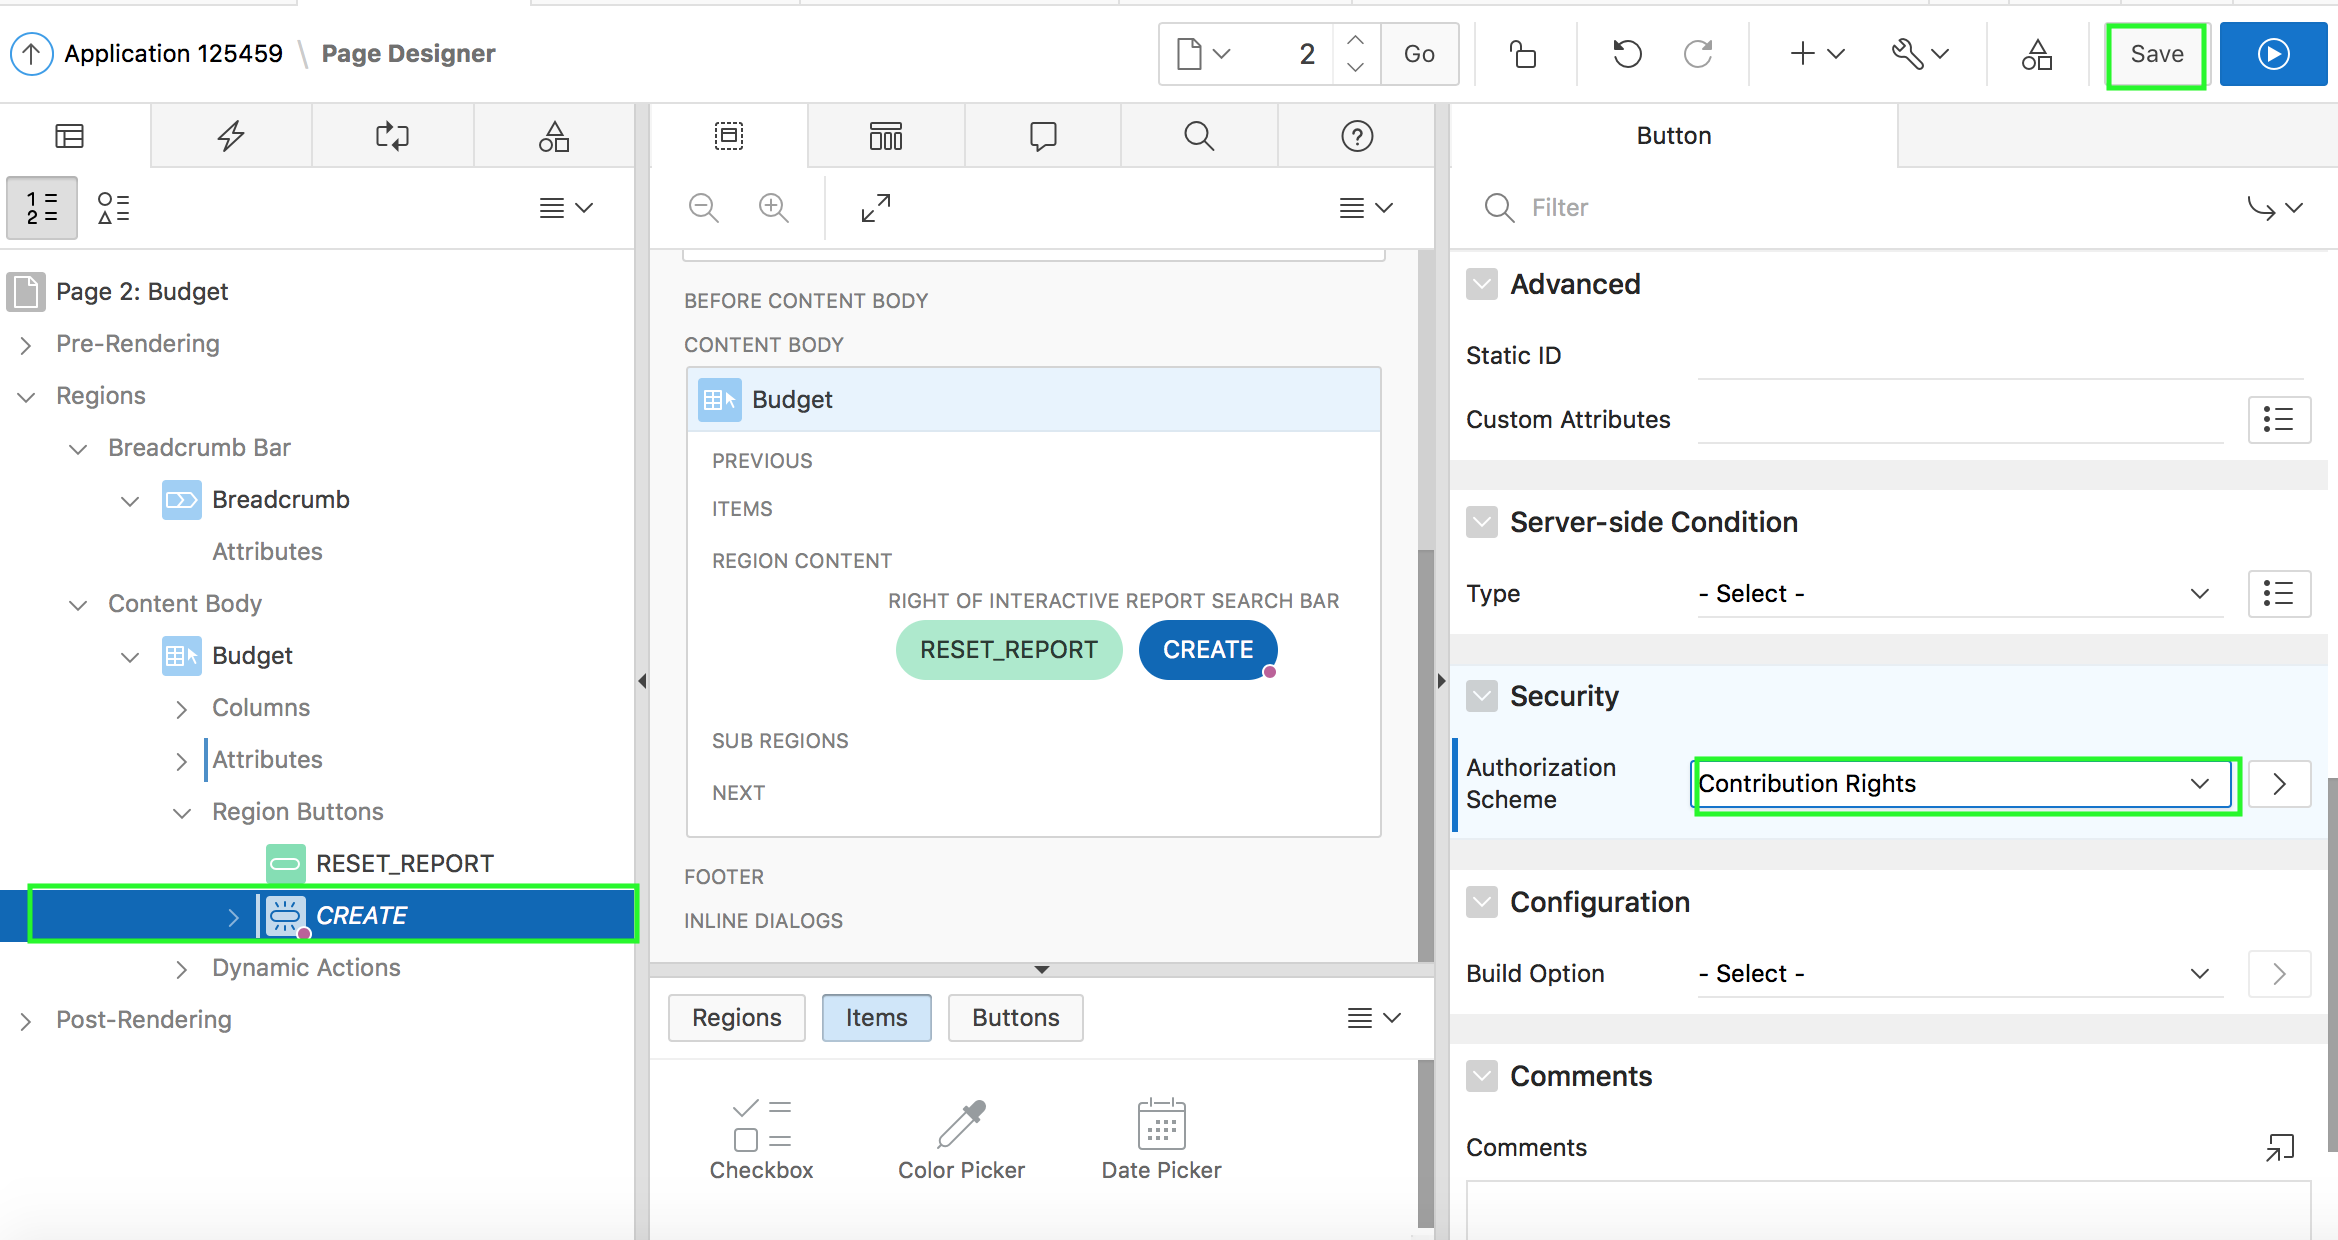 Application 125459 \ Page Designer
2
Go
Save
1
2
Page 2: Budget
Pre-Rendering
Regions
Breadcrumb Bar
Breadcrumb
Attributes
Content Body
Budget
Columns
Attributes
Region Buttons
RESET_REPORT
CREATE
Dynamic Actions
Post-Rendering
BEFORE CONTENT BODY
CONTENT BODY
Budget
PREVIOUS
ITEMS
REGION CONTENT
RIGHT OF INTERACTIVE REPORT SEARCH BAR
RESET_REPORT CREATE
SUB REGIONS
NEXT
FOOTER
INLINE DIALOGS
Regions Items Buttons
Checkbox Color Picker Date Picker
Button
Filter
Advanced
Static ID
Custom Attributes
Server-side Condition
Type - Select -
Security
Authorization
Scheme
Contribution Rights
Configuration
Build Option - Select -
Comments
Comments